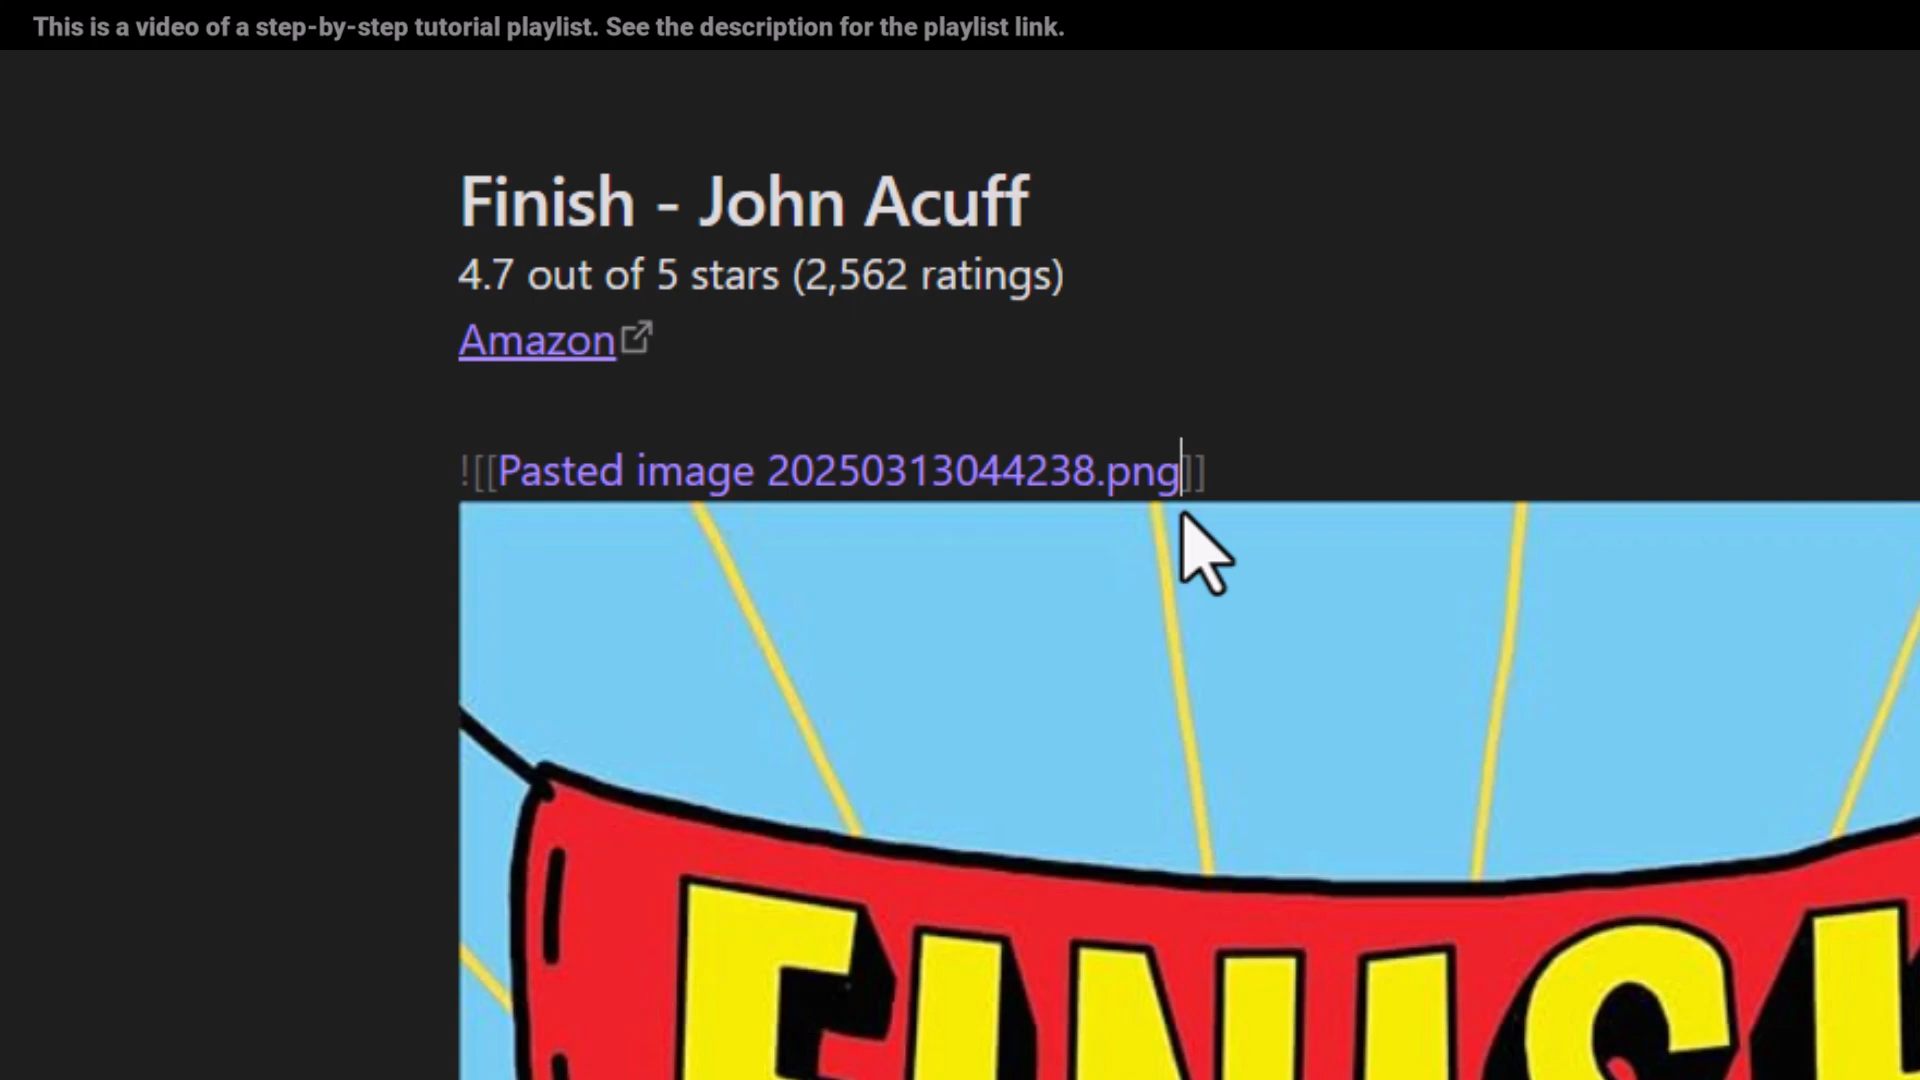 This is a video of a step-by-step tutorial playlist. See the description for the playlist link.
Finish - John Acuff
4.7 out of 5 stars (2,562 ratings)
Amazon
![[Pasted image 20250313044238.png]]
FINISH